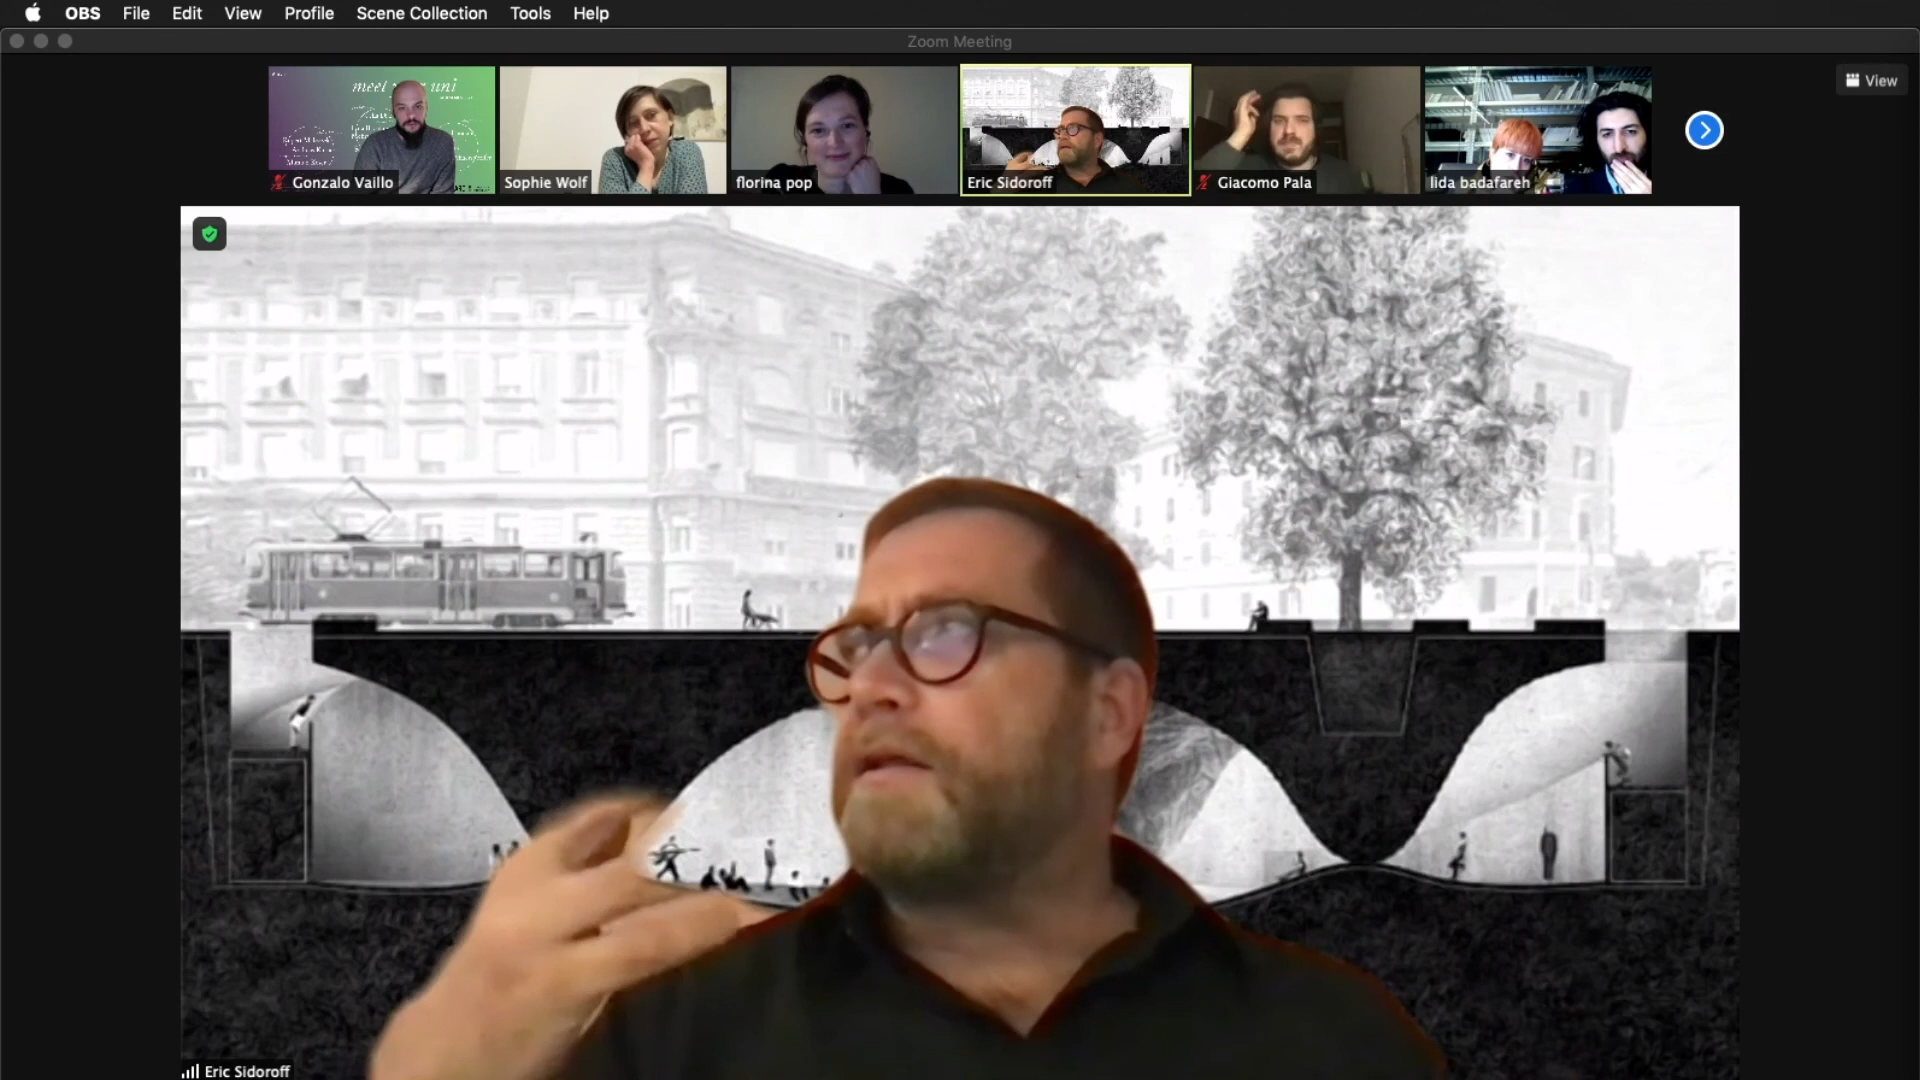 OBS File Edit View Profile Scene Collection Tools Help
Zoom Meeting
meet
uni
View
Gonzalo Vaillo
Sophie Wolf
florina pop
Eric Sidoroff
Giacomo Pala
lida badafareh
Eric Sidoroff